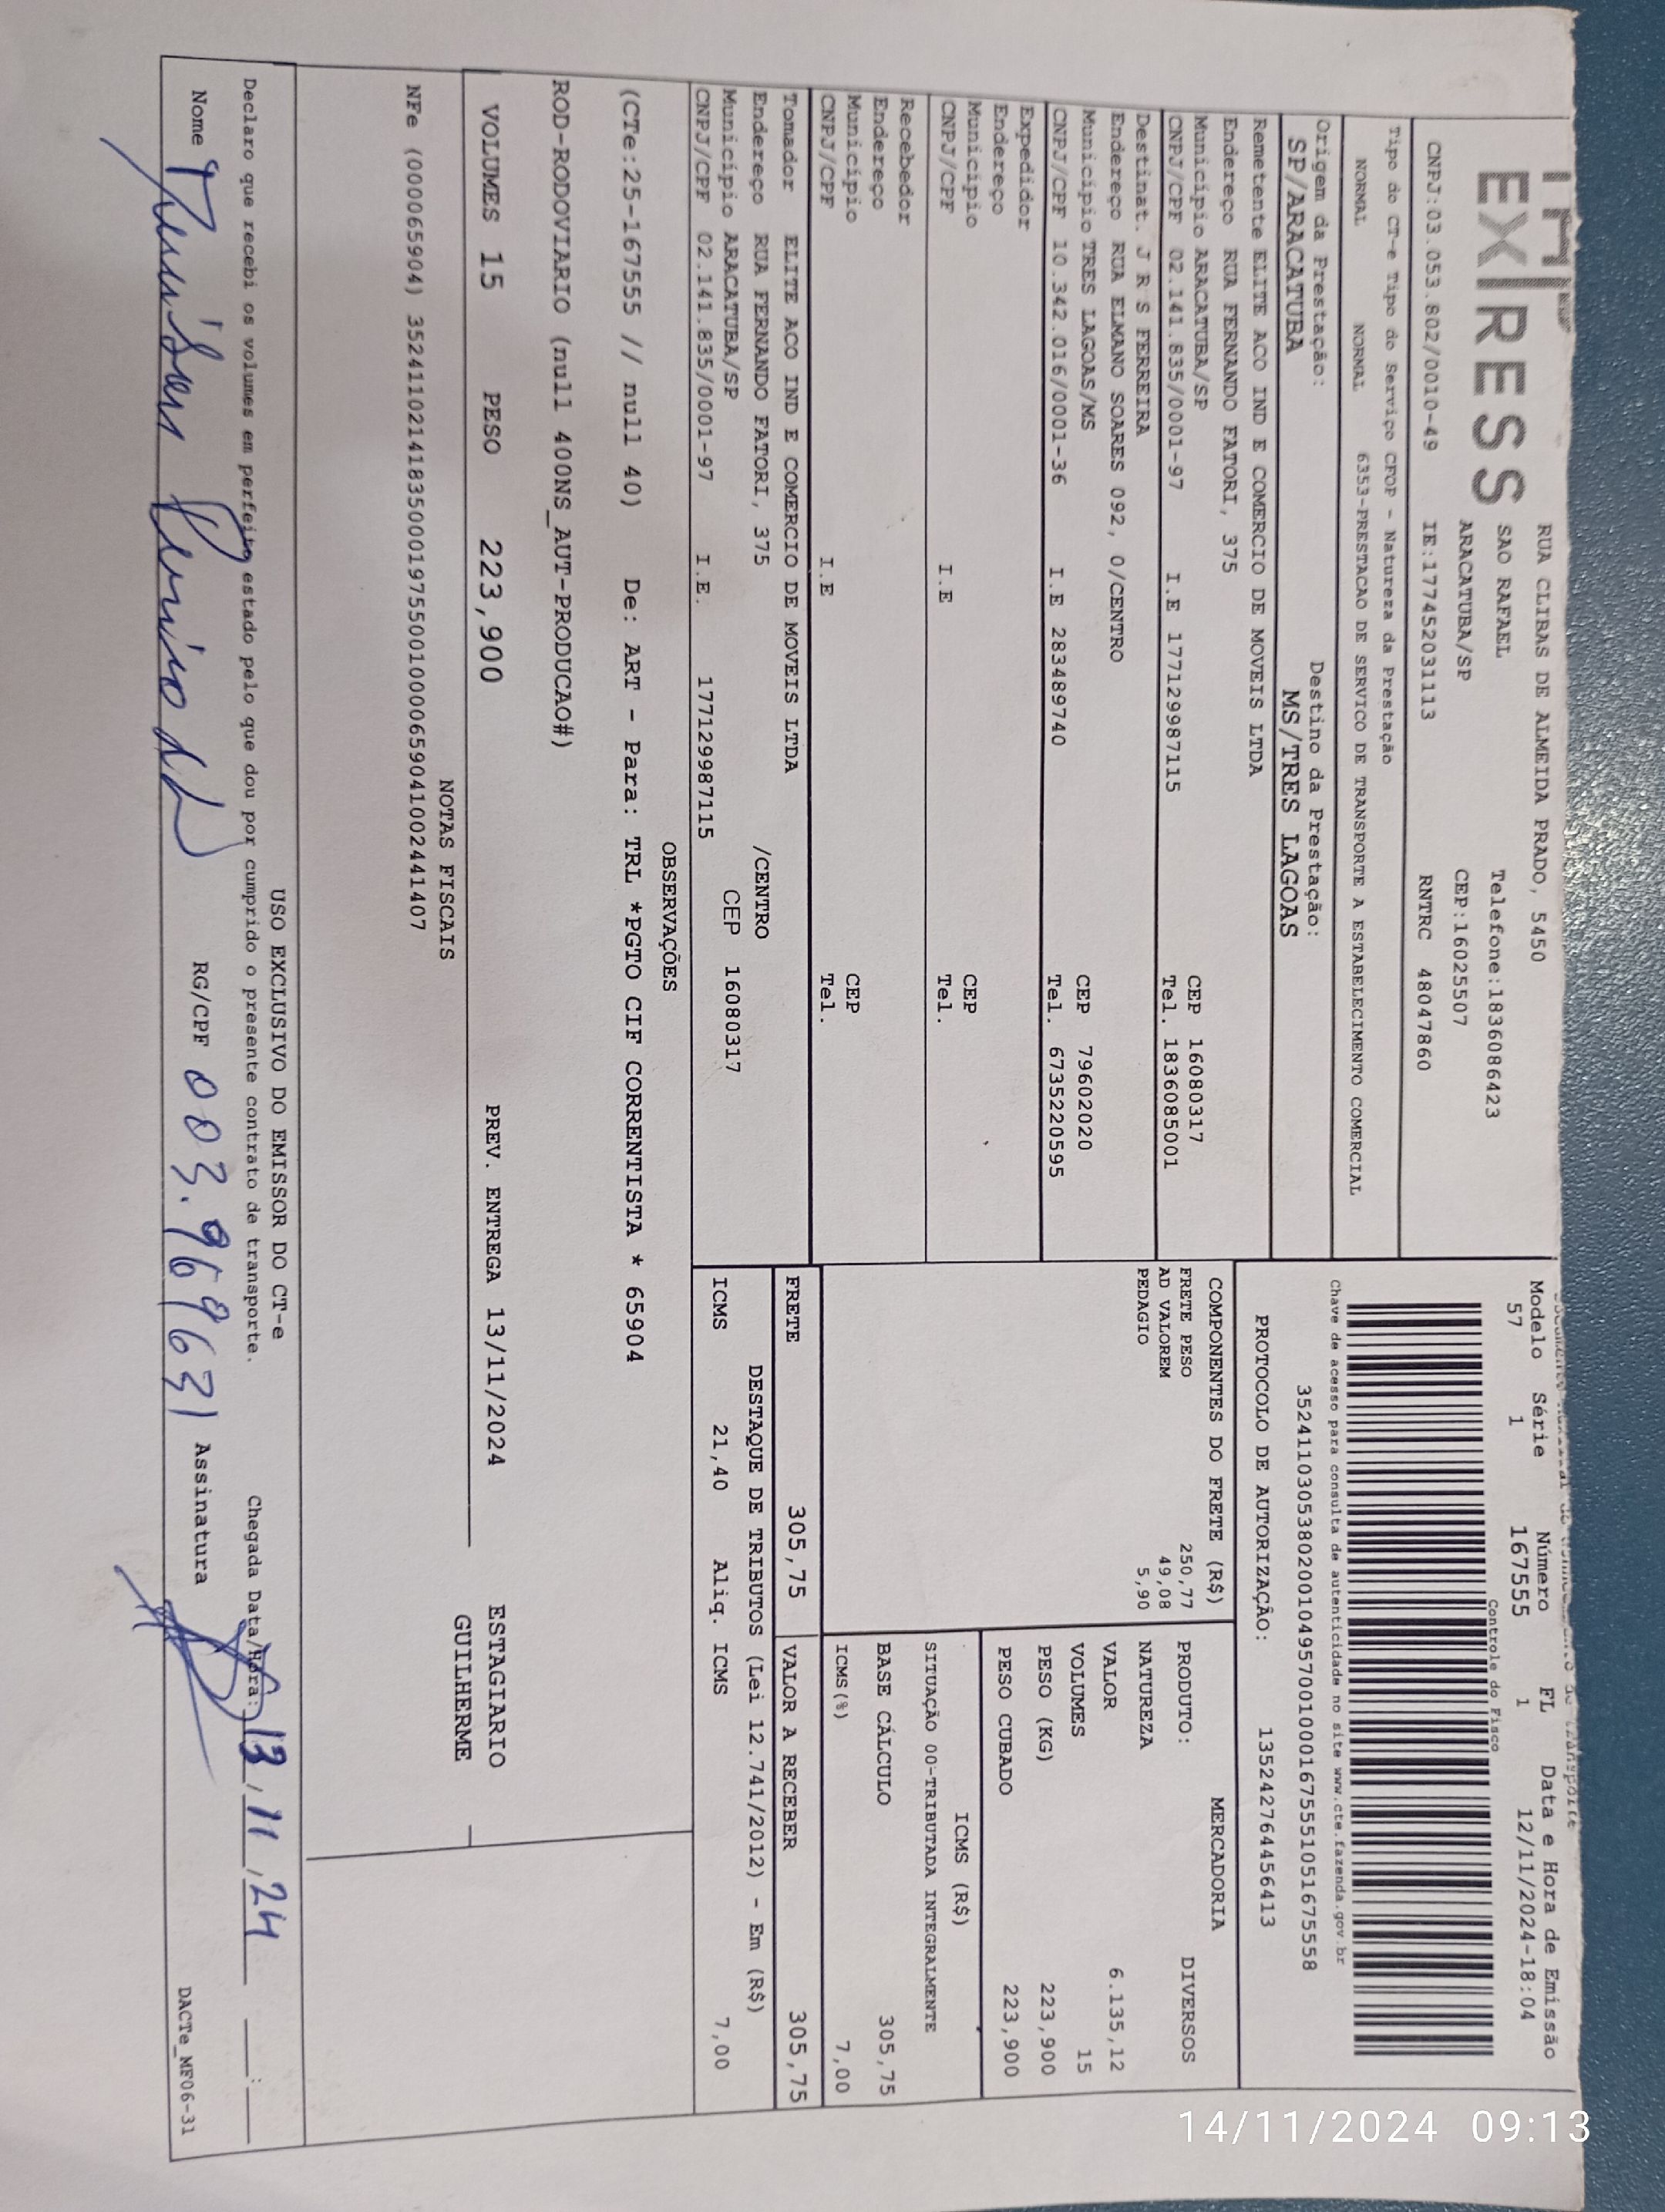 EXPRESS
RUA CLIBAS DE ALMEIDA PRADO, 5450
SAO RAFAEL Telefone:1836086423
ARACATUBA/SP CEP:16025507
CNPJ:03.053.802/0010-49 IE:177452031113 RNTRC 48047860
Tipo do CT-e Tipo do Serviço CFOP - Natureza da Prestação
NORMAL NORMAL 6353-PRESTACAO DE SERVICO DE TRANSPORTE A ESTABELECIMENTO COMERCIAL
Origem da Prestação: Destino da Prestação:
SP/ARACATUBA MS/TRES LAGOAS
Modelo Série Número FL Data e Hora de Emissão
57 1 167555 1 12/11/2024-18:04
Controle do Fisco
Chave de acesso para consulta de autenticidade no site www.cte.fazenda.gov.br
35241103053802001049570010001675551051675558
PROTOCOLO DE AUTORIZAÇÃO: 135242764456413
Remetente ELITE ACO IND E COMERCIO DE MOVEIS LTDA
Endereço RUA FERNANDO FATORI, 375
Município ARACATUBA/SP CEP 16080317
CNPJ/CPF 02.141.835/0001-97 I.E 177129987115 Tel. 1836085001
Destinat. J R S FERREIRA
Endereço RUA ELMANO SOARES 092, 0/CENTRO
Município TRES LAGOAS/MS CEP 79602020
CNPJ/CPF 10.342.016/0001-36 I.E 283489740 Tel. 6735220595
Expedidor
Endereço
Município CEP
CNPJ/CPF I.E Tel.
Recebedor
Endereço
Município CEP
CNPJ/CPF I.E Tel.
Tomador ELITE ACO IND E COMERCIO DE MOVEIS LTDA
Endereço RUA FERNANDO FATORI, 375 /CENTRO
Município ARACATUBA/SP CEP 16080317
CNPJ/CPF 02.141.835/0001-97 I.E. 177129987115
COMPONENTES DO FRETE (R$)
FRETE PESO 250,77
AD VALOREM 49,08
PEDAGIO 5,90
MERCADORIA
PRODUTO: DIVERSOS
NATUREZA
VALOR 6.135,12
VOLUMES 15
PESO (KG) 223,900
PESO CUBADO 223,900
ICMS (R$)
SITUAÇÃO 00-TRIBUTADA INTEGRALMENTE
BASE CÁLCULO 305,75
ICMS(%) 7,00
FRETE 305,75 VALOR A RECEBER 305,75
DESTAQUE DE TRIBUTOS (Lei 12.741/2012) - Em (R$)
ICMS 21,40 Aliq. ICMS 7,00
OBSERVAÇÕES
(CTe:25-167555 // null 40) De: ART - Para: TRL *PGTO CIF CORRENTISTA * 65904
ROD-RODOVIARIO (null 400NS_AUT-PRODUCAO#)
VOLUMES 15 PESO 223,900 PREV. ENTREGA 13/11/2024 ESTAGIARIO
GUILHERME
NOTAS FISCAIS
NFe (000065904) 35241102141835000197550010000659041002441407
USO EXCLUSIVO DO EMISSOR DO CT-e
Declaro que recebi os volumes em perfeito estado pelo que dou por cumprido o presente contrato de transporte. Chegada Data/Hora: 13/11/24 __:__
Nome RG/CPF 003.969631 Assinatura
DACTe_MF06-31
14/11/2024 09:13